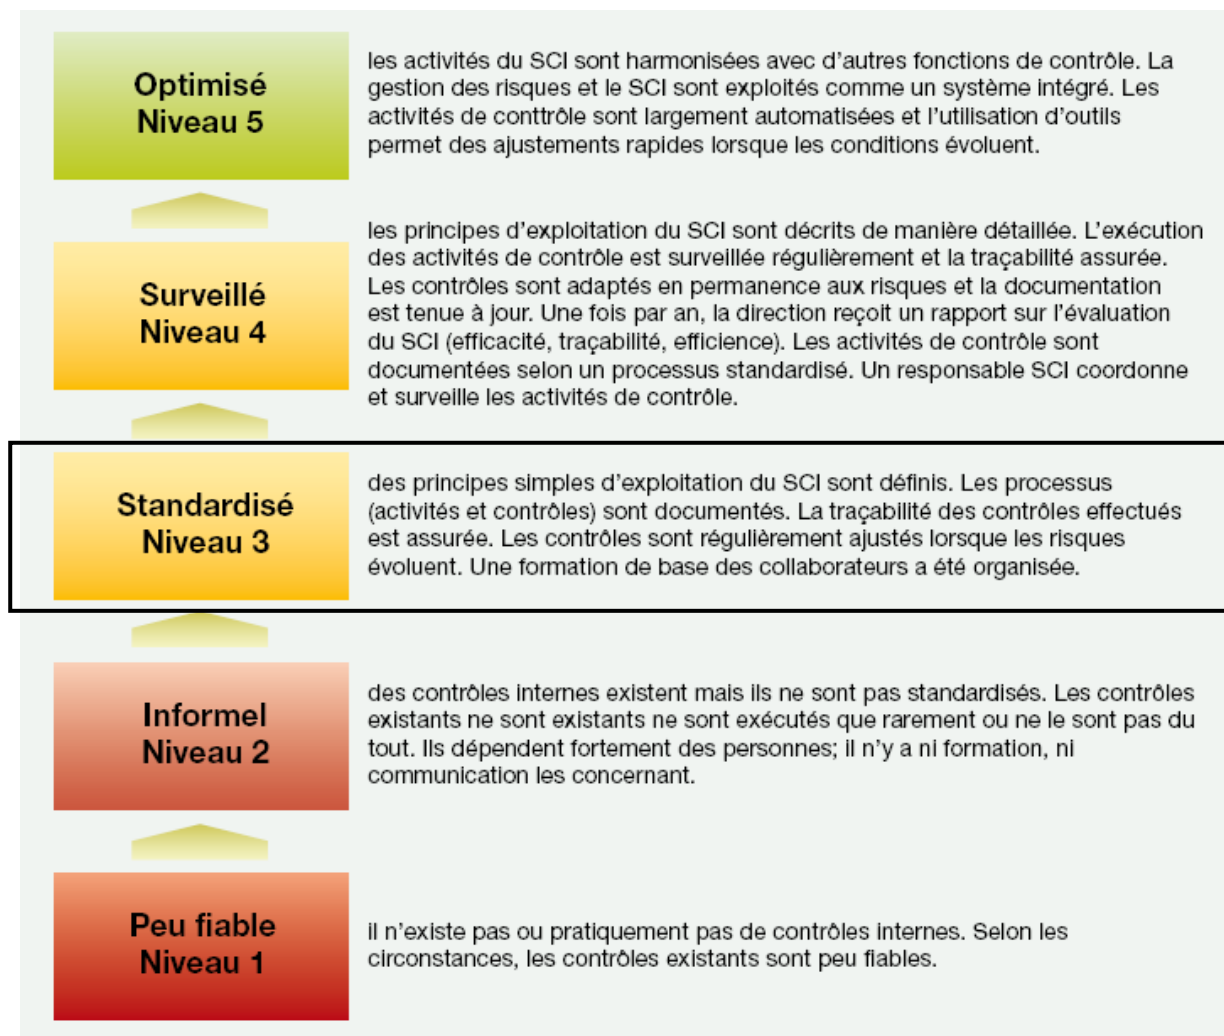 Optimisé
Niveau 5
les activités du SCI sont harmonisées avec d'autres fonctions de contrôle. La
gestion des risques et le SCI sont exploités comme un système intégré. Les
activités de conttrôle sont largement automatisées et l'utilisation d'outils
permet des ajustements rapides lorsque les conditions évoluent.
Surveillé
Niveau 4
les principes d'exploitation du SCI sont décrits de manière détaillée. L'exécution
des activités de contrôle est surveillée régulièrement et la traçabilité assurée.
Les contrôles sont adaptés en permanence aux risques et la documentation
est tenue à jour. Une fois par an, la direction reçoit un rapport sur l'évaluation
du SCI (efficacité, traçabilité, efficience). Les activités de contrôle sont
documentées selon un processus standardisé. Un responsable SCI coordonne
et surveille les activités de contrôle.
Standardisé
Niveau 3
des principes simples d'exploitation du SCI sont définis. Les processus
(activités et contrôles) sont documentés. La traçabilité des contrôles effectués
est assurée. Les contrôles sont régulièrement ajustés lorsque les risques
évoluent. Une formation de base des collaborateurs a été organisée.
Informel
Niveau 2
des contrôles internes existent mais ils ne sont pas standardisés. Les contrôles
existants ne sont existants ne sont exécutés que rarement ou ne le sont pas du
tout. Ils dépendent fortement des personnes; il n'y a ni formation, ni
communication les concernant.
Peu fiable
Niveau 1
il n'existe pas ou pratiquement pas de contrôles internes. Selon les
circonstances, les contrôles existants sont peu fiables.